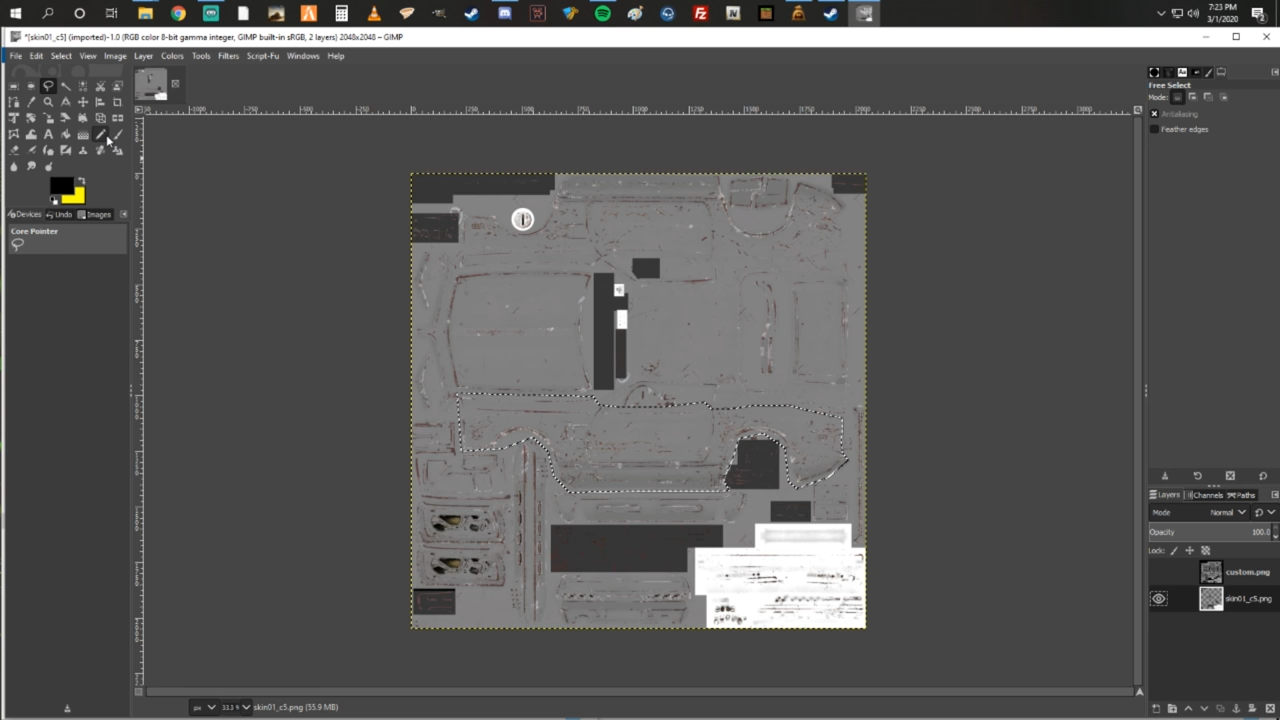 7:23 PM
3/1/2020
*[skin01_c5] (imported)-1.0 (RGB color 8-bit gamma integer, GIMP built-in sRGB, 2 layers) 2048x2048 – GIMP
File Edit Select View Image Layer Colors Tools Filters Script-Fu Windows Help
Free Select
Mode:
Antialiasing
Feather edges
Devices Undo Images
Core Pointer
Layers Channels Paths
Mode Normal
Opacity 100.0
Lock:
custom.png
skin01_c5.png
px 33.3 % skin01_c5.png (55.9 MB)